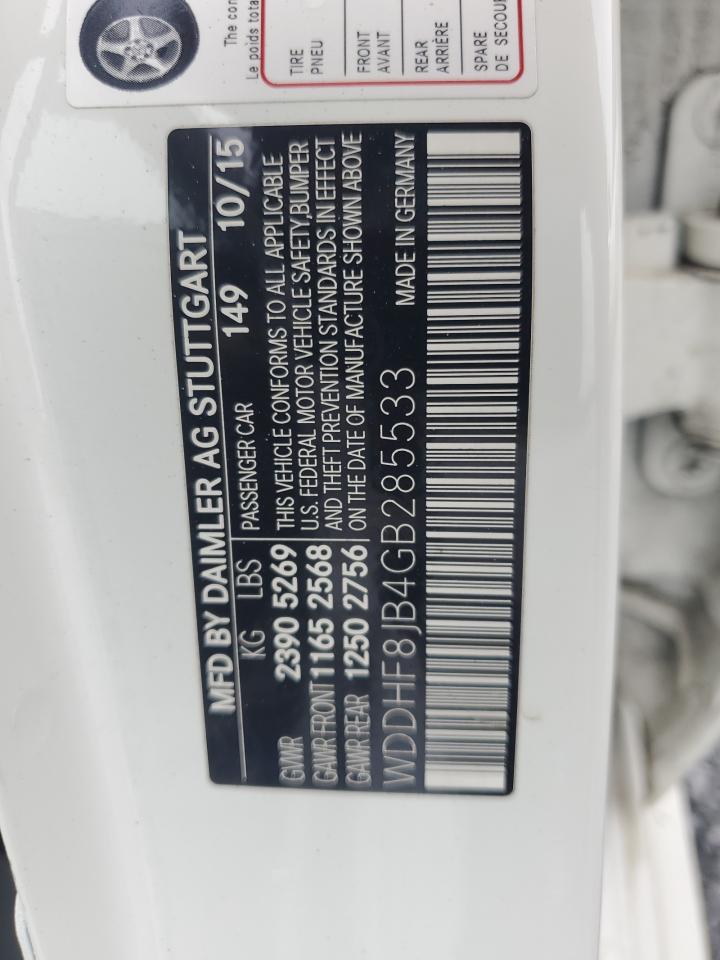 The con
Le poids tota
TIRE
PNEU
FRONT
AVANT
REAR
ARRIÈRE
SPARE
DE SECOU
MFD BY DAIMLER AG STUTTGART
KG LBS 149 10/15
GVWR 2390 5269 PASSENGER CAR
GAWR FRONT 1165 2568 THIS VEHICLE CONFORMS TO ALL APPLICABLE
GAWR REAR 1250 2756 U.S. FEDERAL MOTOR VEHICLE SAFETY,BUMPER
AND THEFT PREVENTION STANDARDS IN EFFECT
ON THE DATE OF MANUFACTURE SHOWN ABOVE
WDDHF8JB4GB285533 MADE IN GERMANY